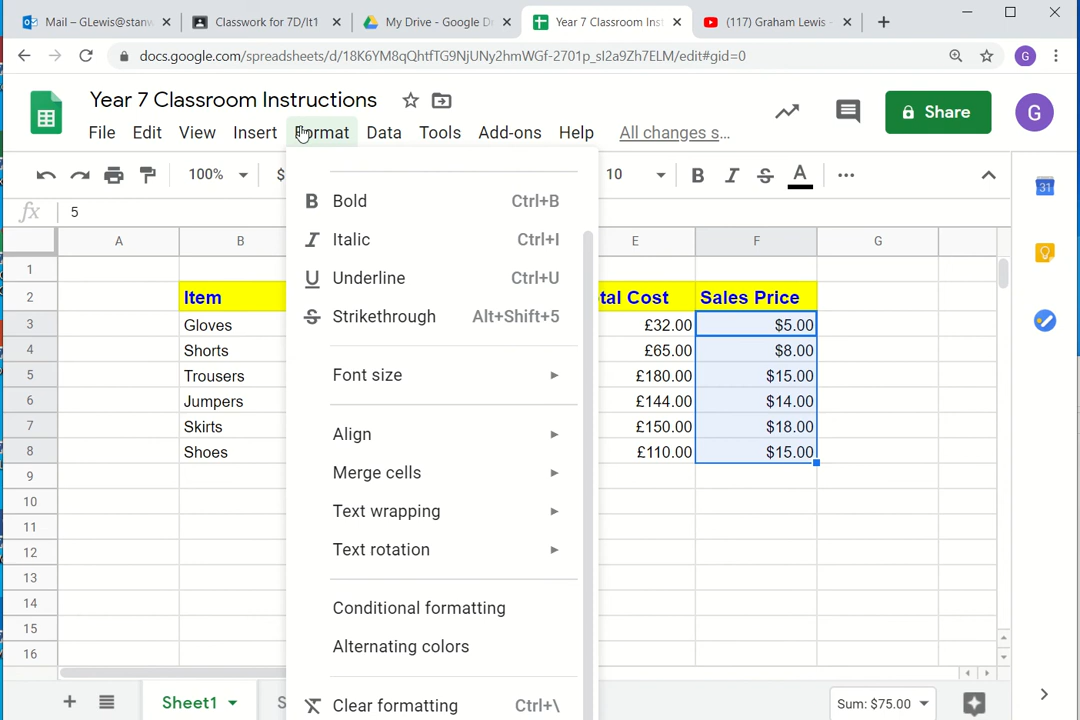 Mail – GLewis@stanw
Classwork for 7D/It1
My Drive - Google Dr
Year 7 Classroom Inst
(117) Graham Lewis -
docs.google.com/spreadsheets/d/18K6YM8qQhtfTG9NjUNy2hmWGf-2701p_sI2a9Zh7ELM/edit#gid=0
G
Year 7 Classroom Instructions
Share
G
File Edit View Insert Format Data Tools Add-ons Help All changes s...
100% $ 10 B I S A
fx 5
A B E F G
1
2 Item tal Cost Sales Price
3 Gloves £32.00 $5.00
4 Shorts £65.00 $8.00
5 Trousers £180.00 $15.00
6 Jumpers £144.00 $14.00
7 Skirts £150.00 $18.00
8 Shoes £110.00 $15.00
9
10
11
12
13
14
15
16
B Bold Ctrl+B
I Italic Ctrl+I
U Underline Ctrl+U
S Strikethrough Alt+Shift+5
Font size
Align
Merge cells
Text wrapping
Text rotation
Conditional formatting
Alternating colors
Clear formatting Ctrl+\
31
Sheet1 S
Sum: $75.00